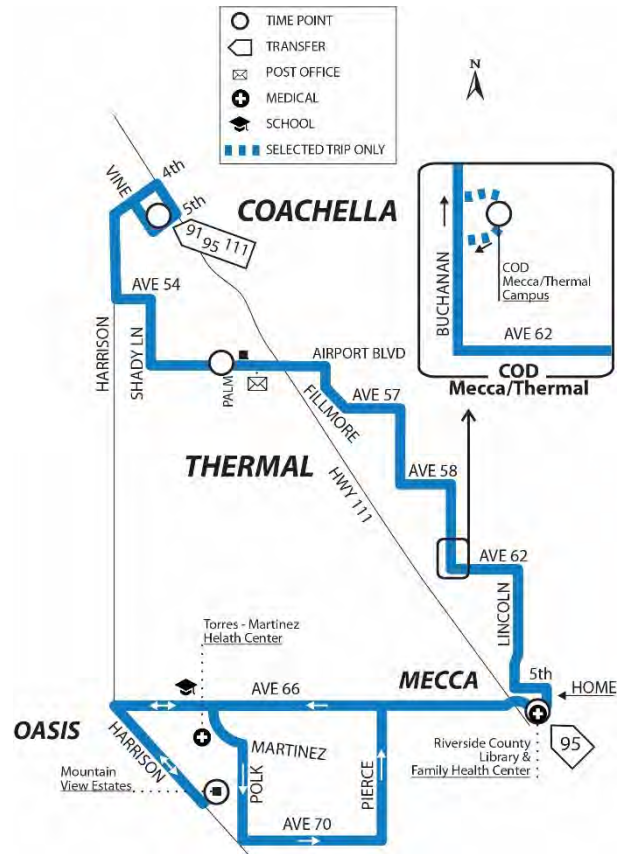 TIME POINT
TRANSFER
POST OFFICE
MEDICAL
SCHOOL
SELECTED TRIP ONLY
N
4th
VINE
5th
COACHELLA
91
95
111
AVE 54
HARRISON
SHADY LN
PALM
AIRPORT BLVD
FILLMORE
AVE 57
THERMAL
HWY 111
AVE 58
BUCHANAN
COD
Mecca/Thermal
Campus
AVE 62
COD
Mecca/Thermal
AVE 62
LINCOLN
Torres - Martinez
Helath Center
5th
HOME
MECCA
AVE 66
95
OASIS
HARRISON
MARTINEZ
POLK
PIERCE
Riverside County
Library &
Family Health Center
Mountain
View Estates
AVE 70